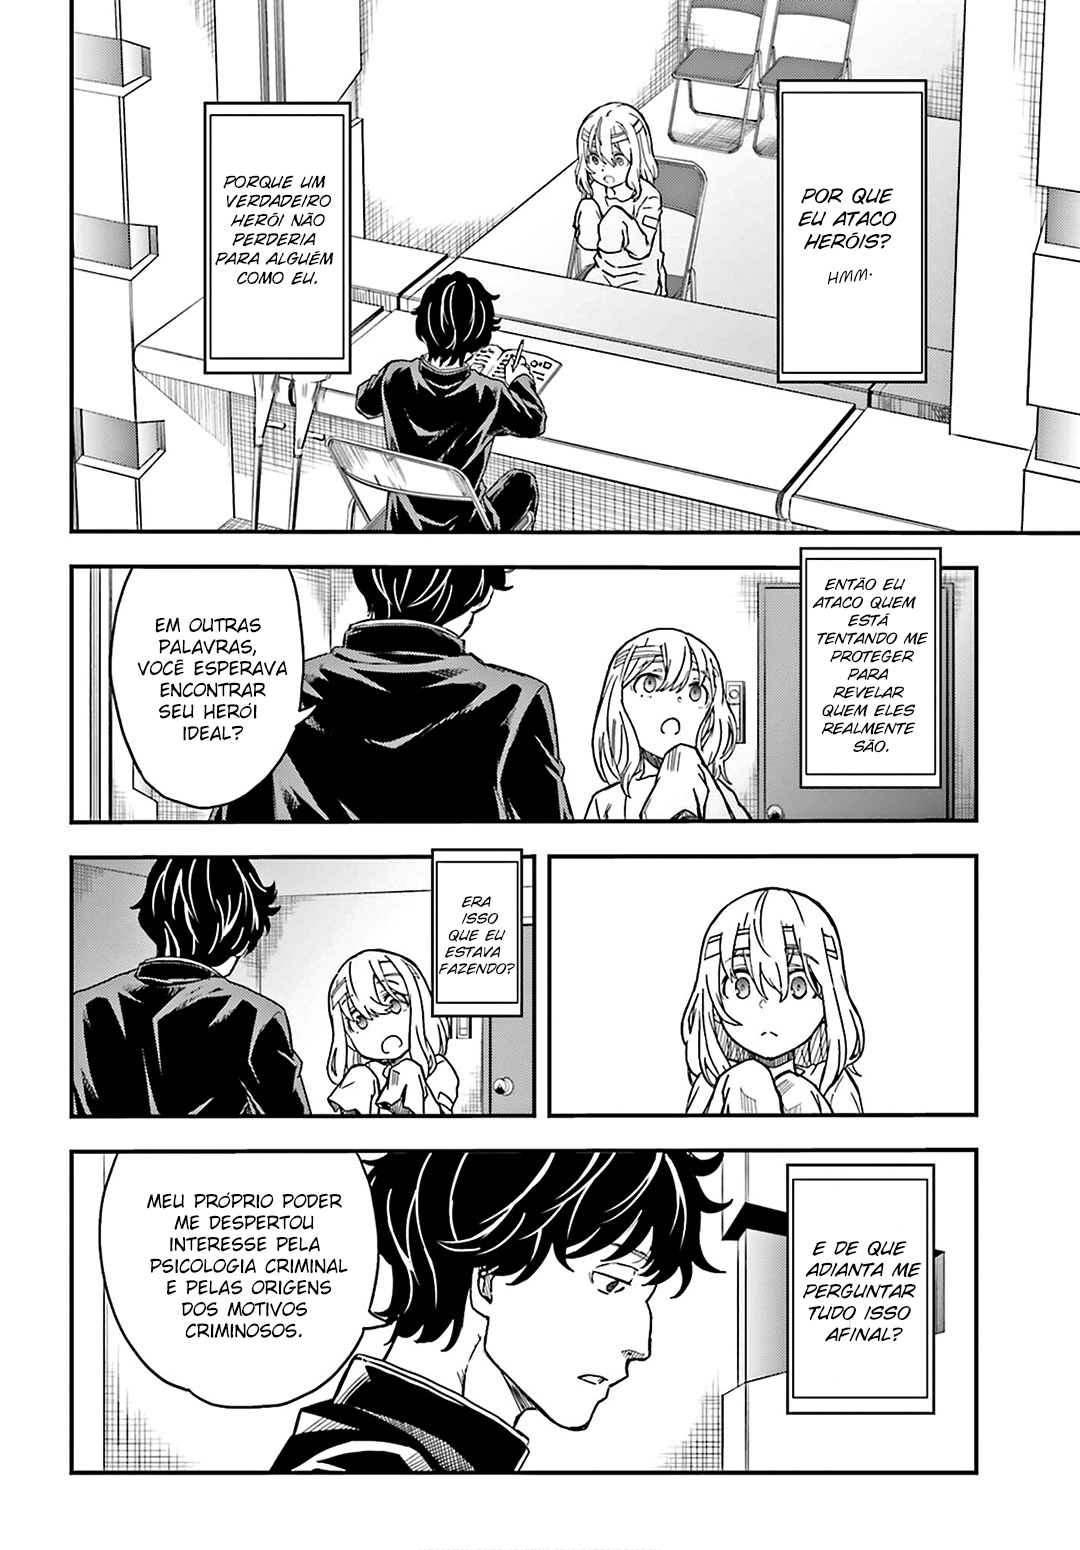 POR QUE
EU ATACO
HERÓIS?
HMM.
PORQUE UM
VERDADEIRO
HERÓI NÃO
PERDERIA
PARA ALGUÉM
COMO EU.
ENTÃO EU
ATACO QUEM
ESTÁ
TENTANDO ME
PROTEGER
PARA
REVELAR
QUEM ELES
REALMENTE
SÃO.
EM OUTRAS
PALAVRAS,
VOCÊ ESPERAVA
ENCONTRAR
SEU HERÓI
IDEAL?
ERA
ISSO
QUE EU
ESTAVA
FAZENDO?
E DE QUE
ADIANTA ME
PERGUNTAR
TUDO ISSO
AFINAL?
MEU PRÓPRIO PODER
ME DESPERTOU
INTERESSE PELA
PSICOLOGIA CRIMINAL
E PELAS ORIGENS
DOS MOTIVOS
CRIMINOSOS.